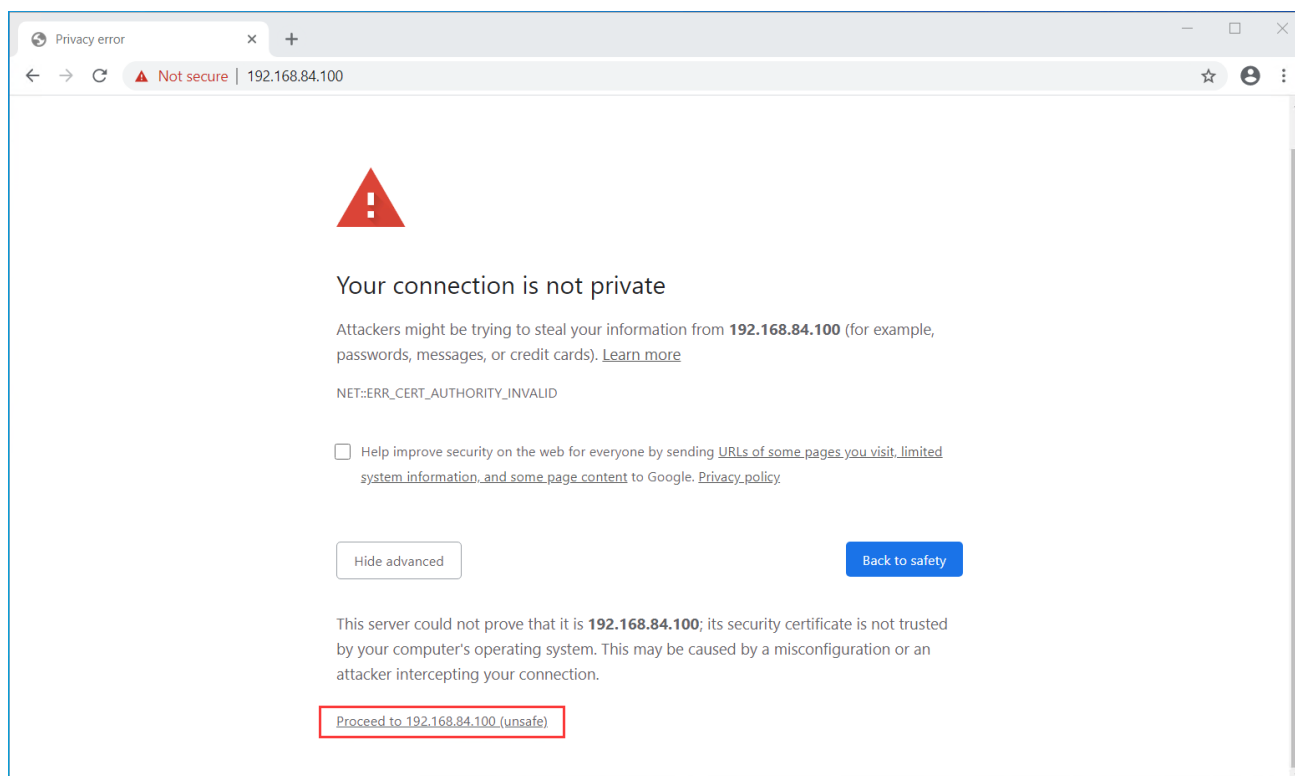 Privacy error
Not secure | 192.168.84.100
Your connection is not private
Attackers might be trying to steal your information from 192.168.84.100 (for example,
passwords, messages, or credit cards). Learn more
NET::ERR_CERT_AUTHORITY_INVALID
Help improve security on the web for everyone by sending URLs of some pages you visit, limited
system information, and some page content to Google. Privacy policy
Hide advanced
Back to safety
This server could not prove that it is 192.168.84.100; its security certificate is not trusted
by your computer's operating system. This may be caused by a misconfiguration or an
attacker intercepting your connection.
Proceed to 192.168.84.100 (unsafe)